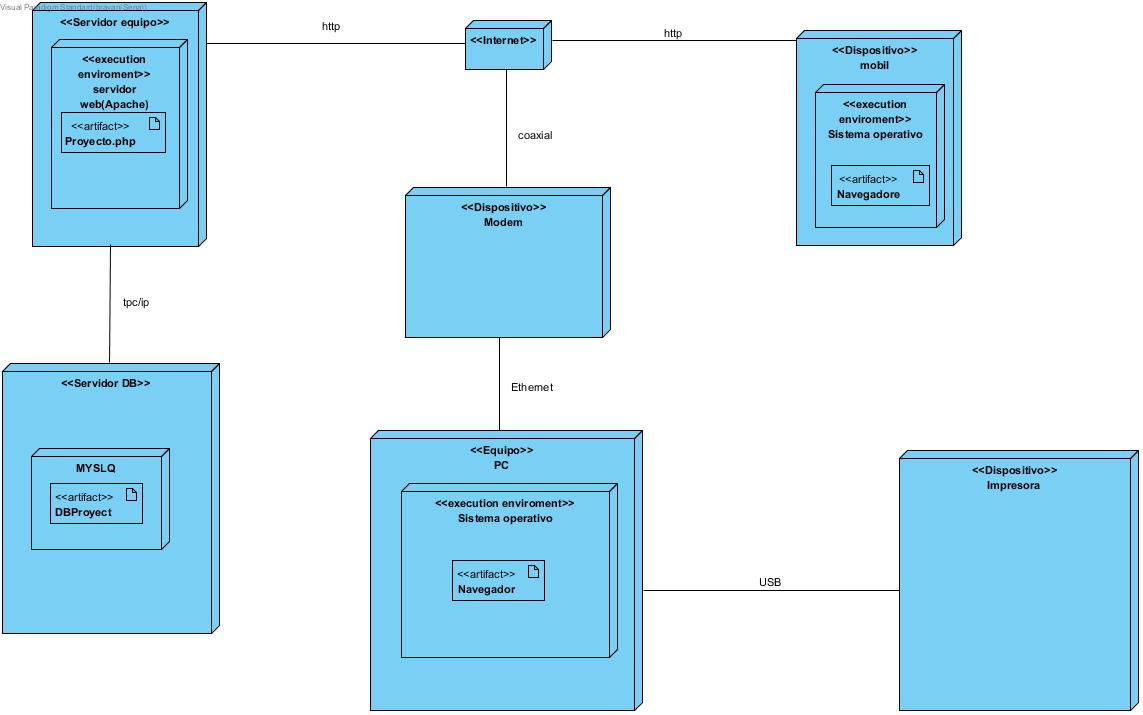 Visual Paradigm Standard(brayan(Sena))
<<Servidor equipo>>
<<execution
enviroment>>
servidor
web(Apache)
<<artifact>>
Proyecto.php
http
<<Internet>>
http
<<Dispositivo>>
mobil
<<execution
enviroment>>
Sistema operativo
<<artifact>>
Navegadore
coaxial
<<Dispositivo>>
Modem
tpc/ip
Ethernet
<<Servidor DB>>
MYSLQ
<<artifact>>
DBProyect
<<Equipo>>
PC
<<execution enviroment>>
Sistema operativo
<<artifact>>
Navegador
USB
<<Dispositivo>>
Impresora